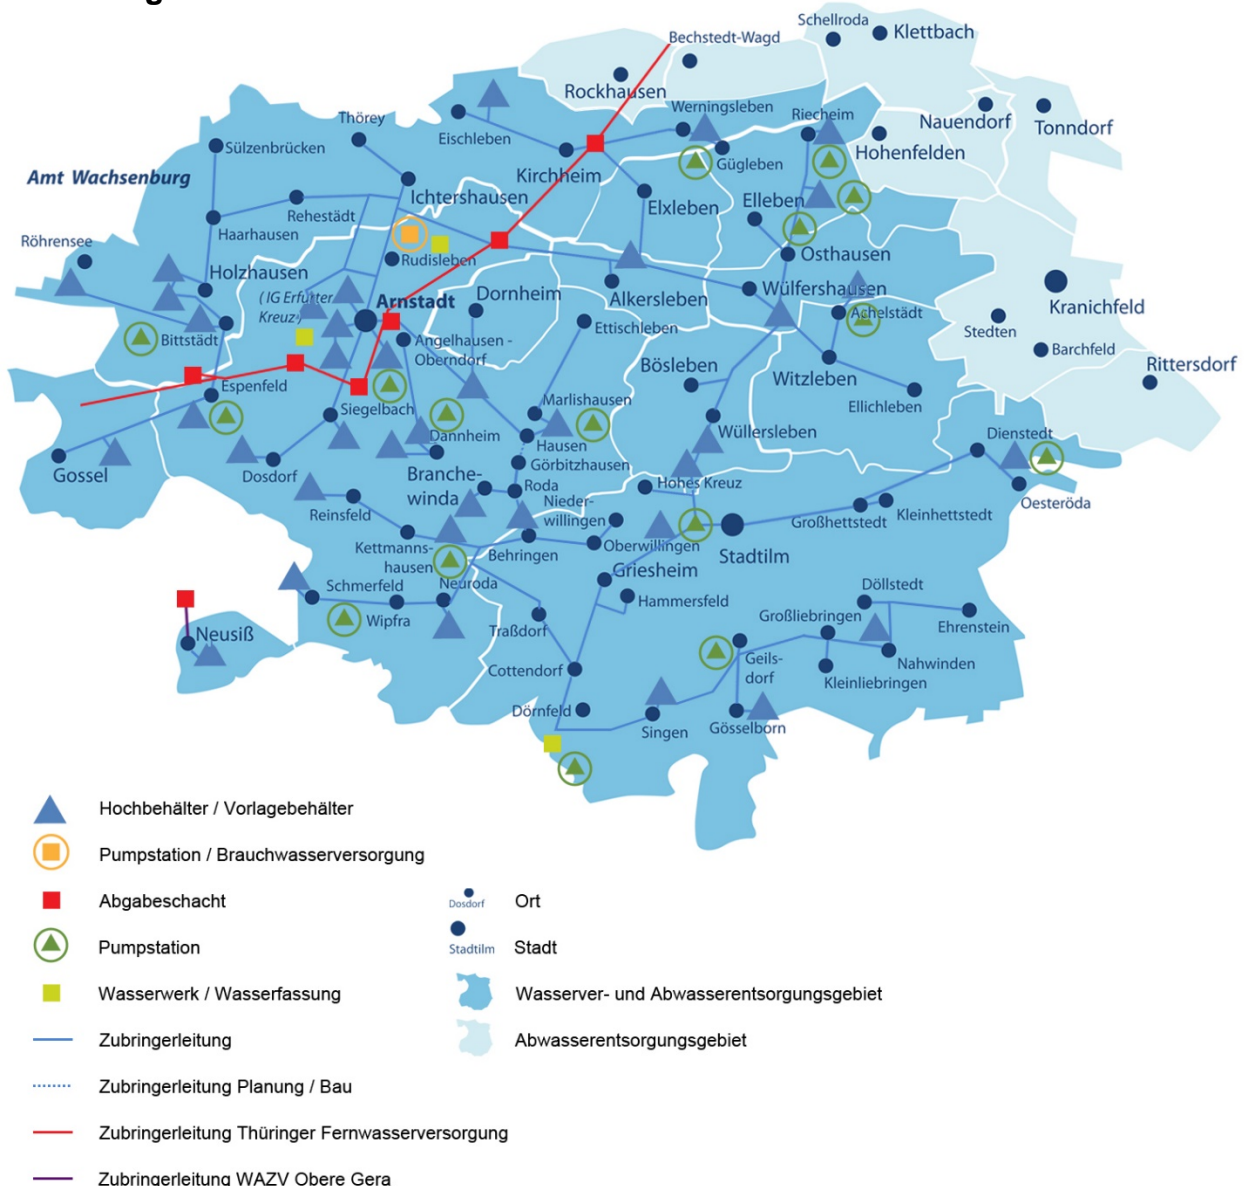 Schellroda
Klettbach
Bechstedt-Wagd
Rockhausen
Werningsleben
Riecheim
Nauendorf
Tonndorf
Thörey
Eischleben
Sülzenbrücken
Gügleben
Hohenfelden
Kirchheim
Amt Wachsenburg
Ichtershausen
Elxleben
Elleben
Rehestädt
Haarhausen
Röhrensee
Rudisleben
Osthausen
Holzhausen
(IG Erfurter
Kreuz)
Arnstadt
Dornheim
Alkersleben
Wülfershausen
Achelstädt
Kranichfeld
Stedten
Ettischleben
Bittstädt
Angelhausen -
Oberndorf
Barchfeld
Bösleben
Witzleben
Rittersdorf
Espenfeld
Siegelbach
Marlishausen
Ellichleben
Dannheim
Hausen
Wüllersleben
Dienstedt
Gossel
Dosdorf
Branche-
winda
Görbitzhausen
Roda
Hohes Kreuz
Reinsfeld
Nieder-
willingen
Großhettstedt
Kleinhettstedt
Oesteröda
Kettmanns-
hausen
Behringen
Oberwillingen
Stadtilm
Griesheim
Schmerfeld
Neuroda
Döllstedt
Hammersfeld
Wipfra
Großliebringen
Ehrenstein
Neusiß
Traßdorf
Geils-
dorf
Nahwinden
Cottendorf
Kleinliebringen
Dörnfeld
Singen
Gösselborn
Hochbehälter / Vorlagebehälter
Pumpstation / Brauchwasserversorgung
Abgabeschacht
Dosdorf
Ort
Pumpstation
Stadtilm
Stadt
Wasserwerk / Wasserfassung
Wasserver- und Abwasserentsorgungsgebiet
Zubringerleitung
Abwasserentsorgungsgebiet
Zubringerleitung Planung / Bau
Zubringerleitung Thüringer Fernwasserversorgung
Zubringerleitung WAZV Obere Gera